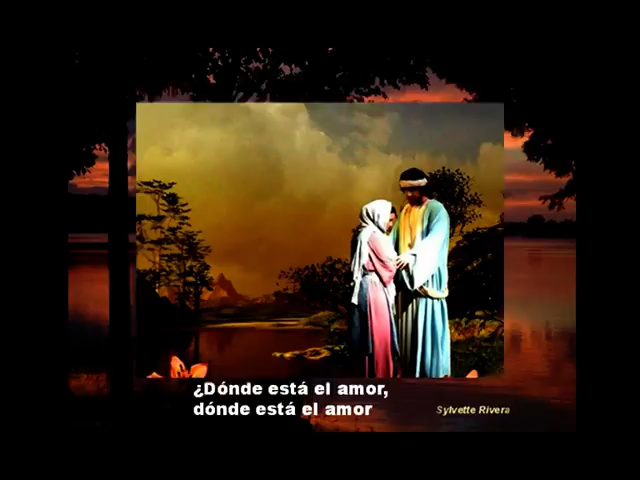 ¿Dónde está el amor,
dónde está el amor
Sylvette Rivera